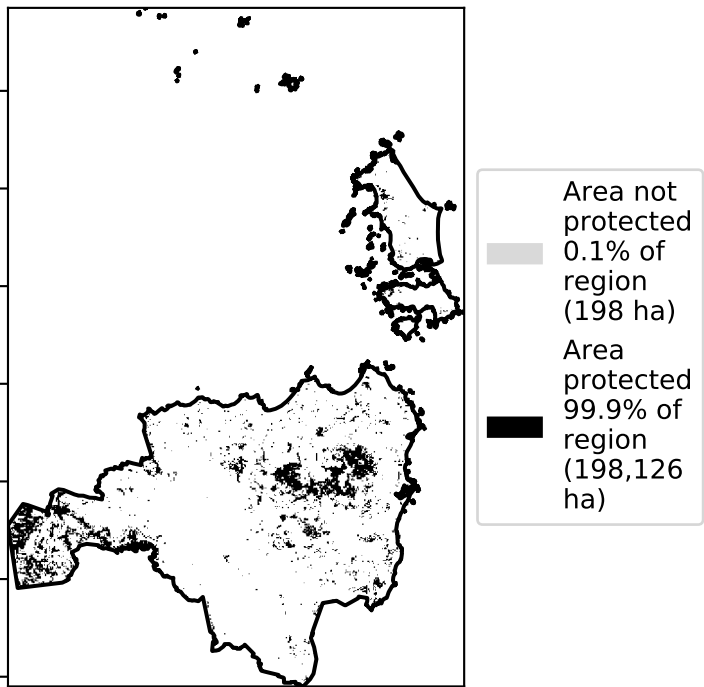 Area not
protected
0.1% of
region
(198 ha)
Area
protected
99.9% of
region
(198,126
ha)